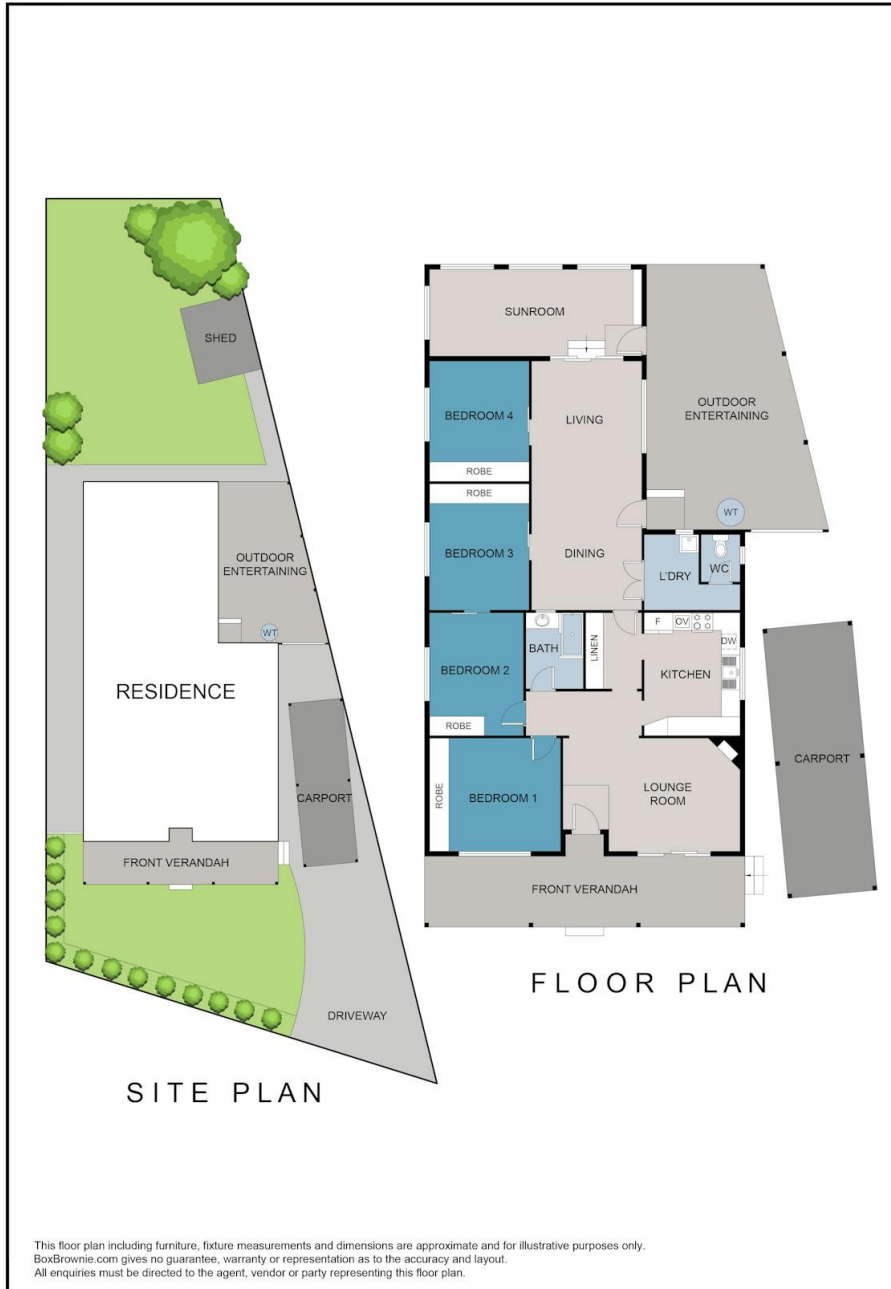 SHED
OUTDOOR
ENTERTAINING
WT
RESIDENCE
CARPORT
FRONT VERANDAH
DRIVEWAY
SITE PLAN
SUNROOM
BEDROOM 4
LIVING
OUTDOOR
ENTERTAINING
ROBE
ROBE
WT
BEDROOM 3
DINING
L'DRY
WC
F
OV
DW
BATH
LINEN
KITCHEN
BEDROOM 2
ROBE
CARPORT
ROBE
BEDROOM 1
LOUNGE
ROOM
FRONT VERANDAH
FLOOR PLAN
This floor plan including furniture, fixture measurements and dimensions are approximate and for illustrative purposes only.
BoxBrownie.com gives no guarantee, warranty or representation as to the accuracy and layout.
All enquiries must be directed to the agent, vendor or party representing this floor plan.